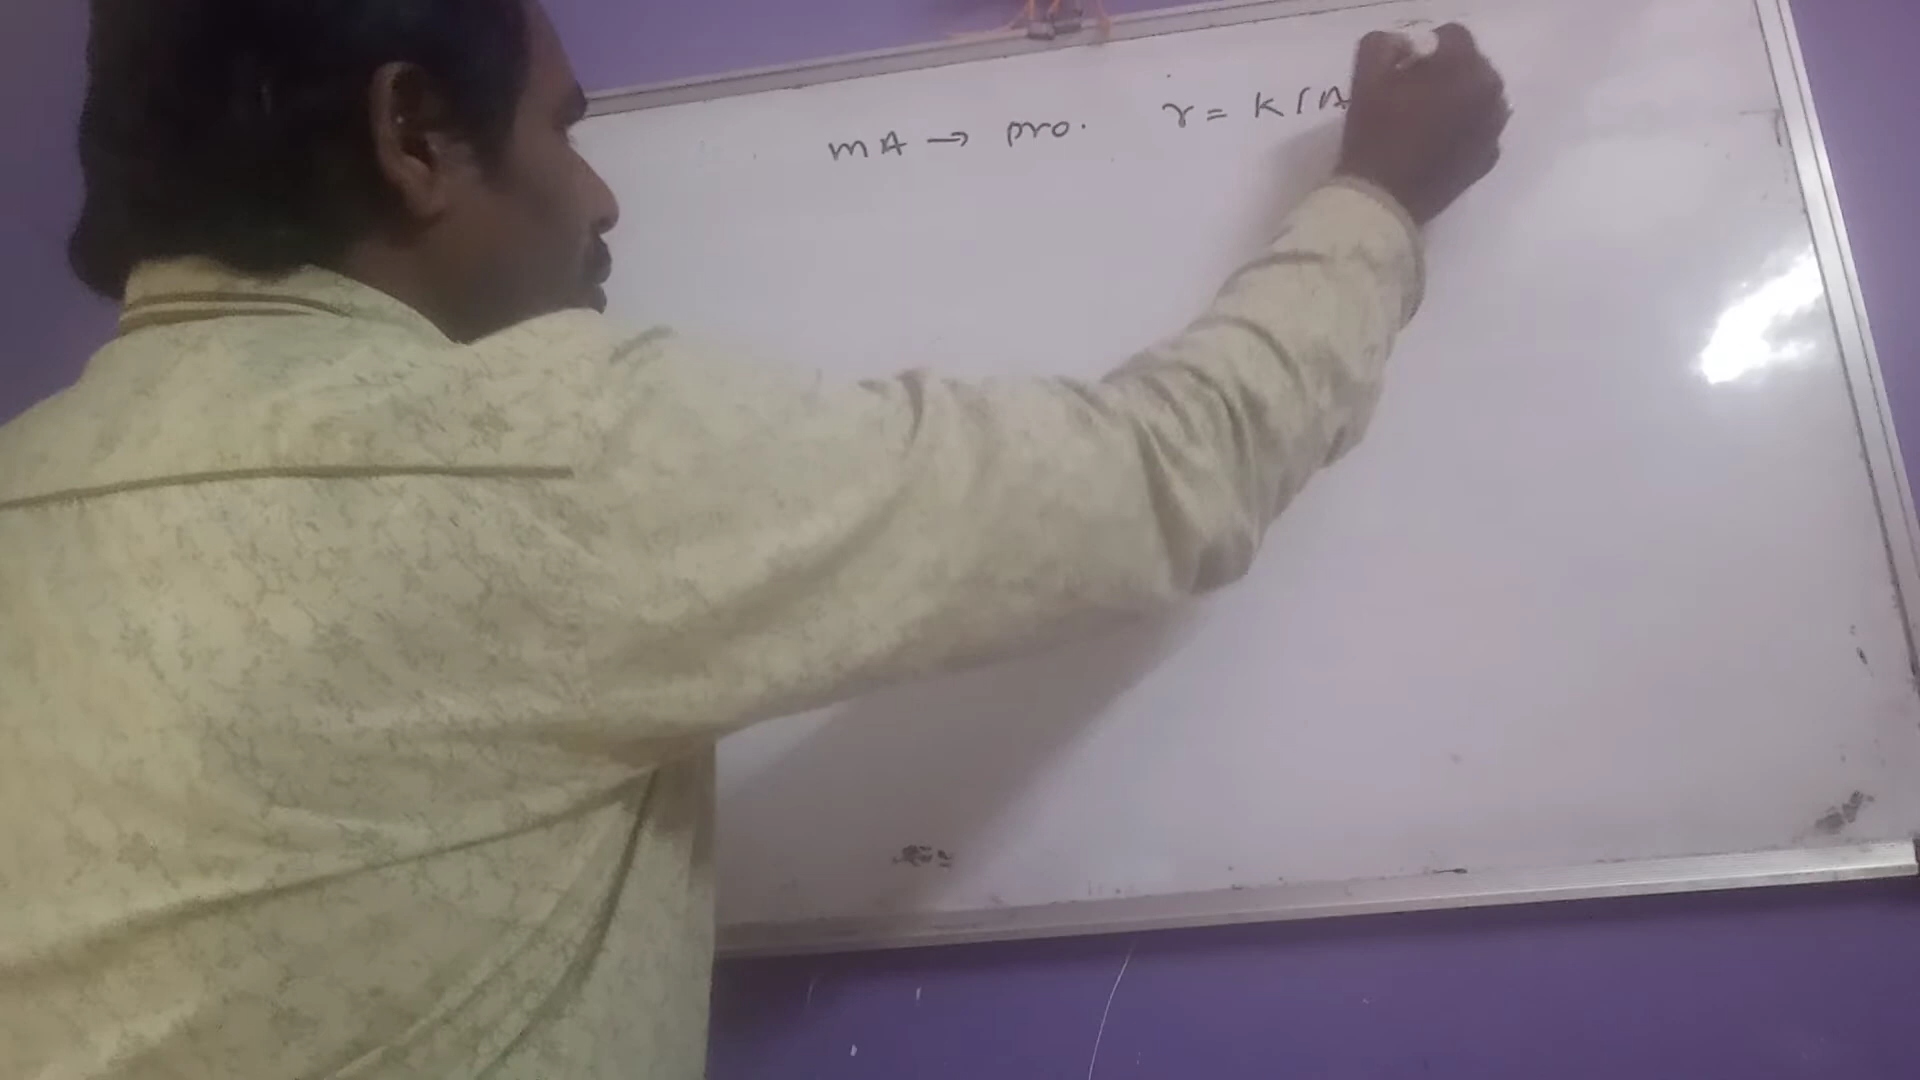 mA → pro. r = K[A